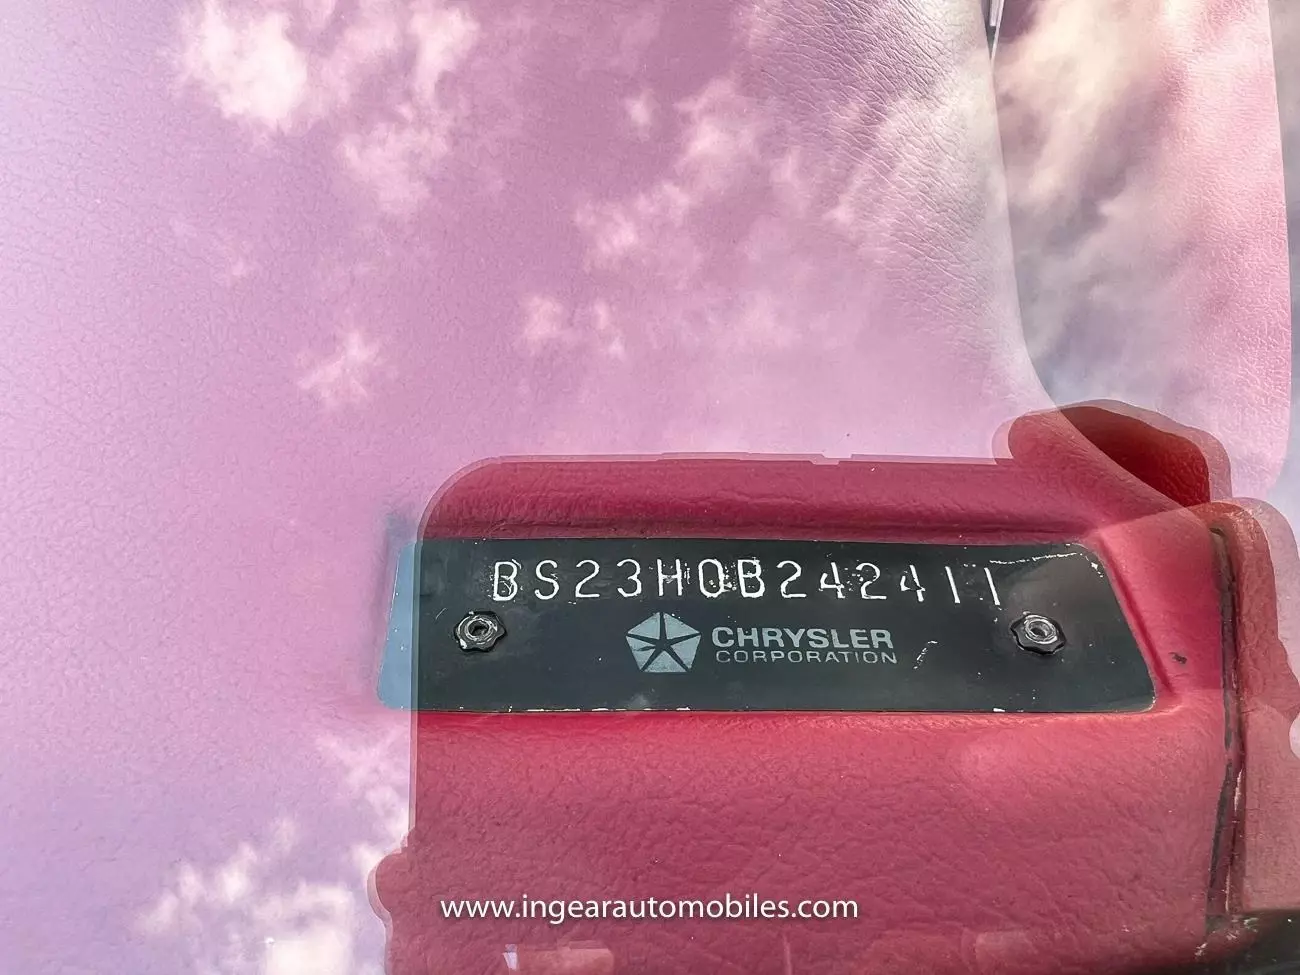 BS23H0B242411
CHRYSLER
CORPORATION
www.ingearautomobiles.com